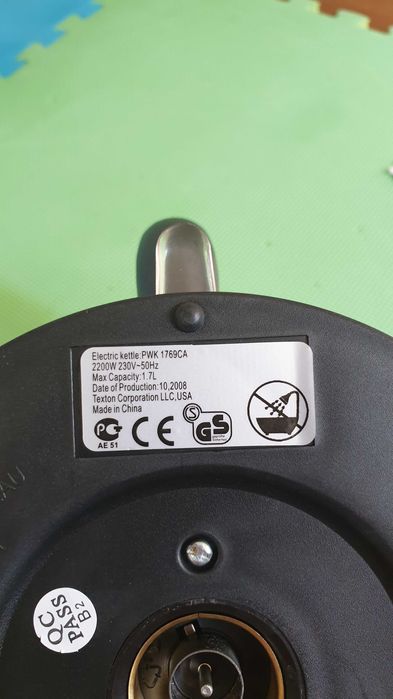 Electric kettle:PWK 1769CA
2200W 230V~50Hz
Max Capacity:1.7L
Date of Production:10,2008
Texton Corporation LLC,USA
Made in China
PG
AE 51
CE
S
GS
QC
PASS
B2